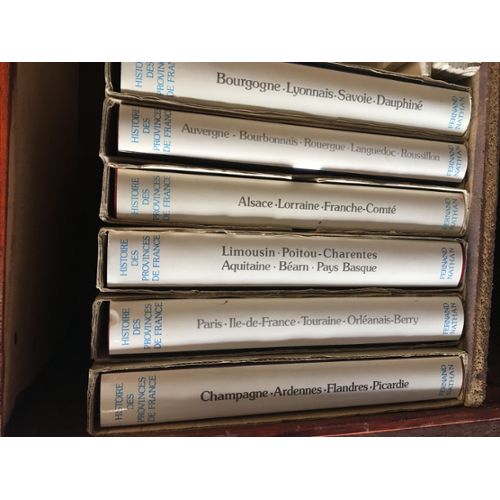 HISTOIRE
DES
PROVINCES
DE FRANCE
Bourgogne · Lyonnais · Savoie · Dauphiné
FERNAND
NATHAN
HISTOIRE
DES
PROVINCES
DE FRANCE
Auvergne · Bourbonnais · Rouergue · Languedoc · Roussillon
FERNAND
NATHAN
HISTOIRE
DES
PROVINCES
DE FRANCE
Alsace · Lorraine · Franche-Comté
FERNAND
NATHAN
HISTOIRE
DES
PROVINCES
DE FRANCE
Limousin · Poitou-Charentes
Aquitaine · Béarn · Pays Basque
FERNAND
NATHAN
HISTOIRE
DES
PROVINCES
DE FRANCE
Paris · Ile-de-France · Touraine · Orléanais-Berry
FERNAND
NATHAN
HISTOIRE
DES
PROVINCES
DE FRANCE
Champagne · Ardennes · Flandres · Picardie
FERNAND
NATHAN